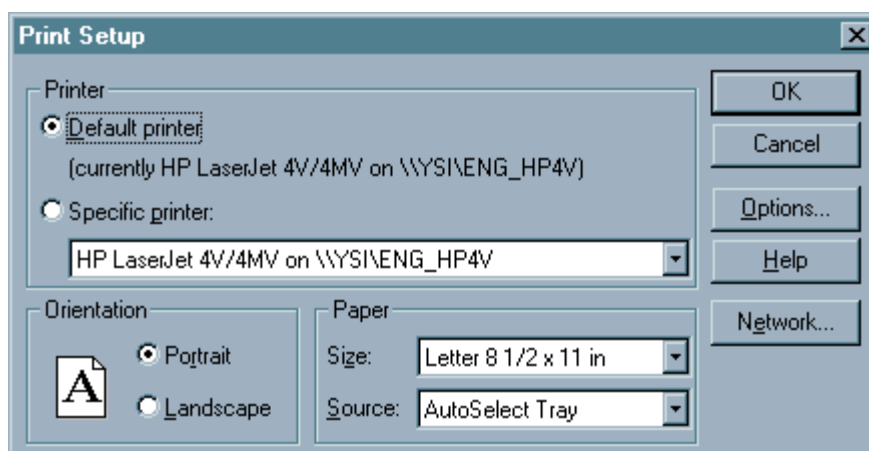 Print Setup
Printer
Default printer
(currently HP LaserJet 4V/4MV on \\YSI\ENG_HP4V)
Specific printer:
HP LaserJet 4V/4MV on \\YSI\ENG_HP4V
OK
Cancel
Options...
Help
Network...
Orientation
A
Portrait
Landscape
Paper
Size: Letter 8 1/2 x 11 in
Source: AutoSelect Tray